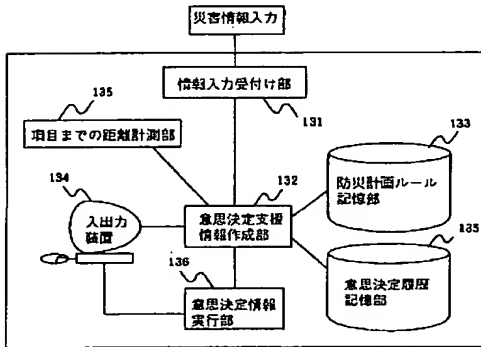 災害情報入力
情報入力受付け部
131
135
項目までの距離計測部
133
防災計画ルール
記憶部
134
入出力
装置
132
意思決定支援
情報作成部
135
意思決定履歴
記憶部
136
意思決定情報
実行部